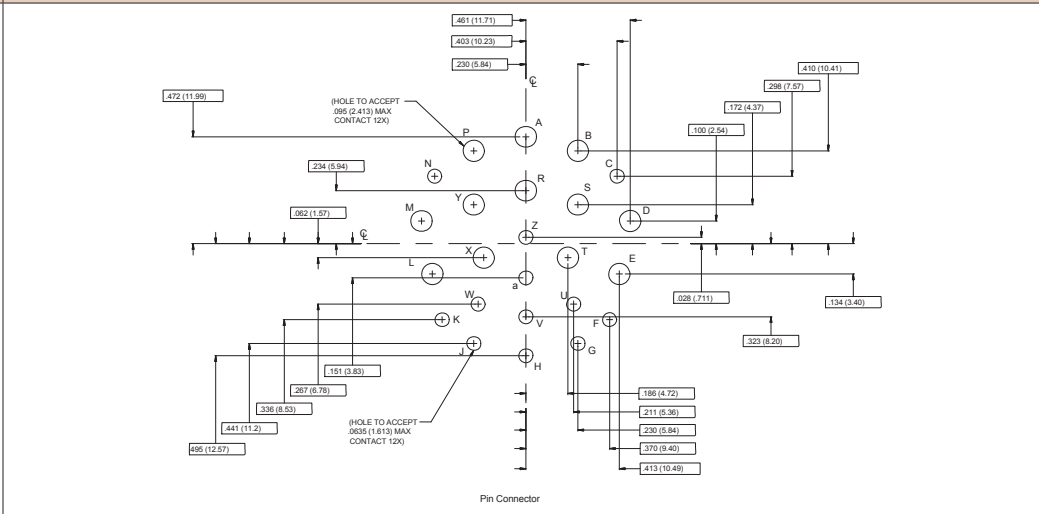 .461 (11.71)
.403 (10.23)
.230 (5.84)
.410 (10.41)
.298 (7.57)
.172 (4.37)
.100 (2.54)
.472 (11.99)
(HOLE TO ACCEPT
.095 (2.413) MAX
CONTACT 12X)
℄
A
P
B
N
C
.234 (5.94)
R
Y
S
.062 (1.57)
M
D
Z
℄
X
T
L
E
a
.028 (.711)
.134 (3.40)
W
U
K
V
F
.323 (8.20)
J
G
H
.151 (3.83)
.267 (6.78)
.336 (8.53)
.441 (11.2)
.495 (12.57)
(HOLE TO ACCEPT
.0635 (1.613) MAX
CONTACT 12X)
.186 (4.72)
.211 (5.36)
.230 (5.84)
.370 (9.40)
.413 (10.49)
Pin Connector